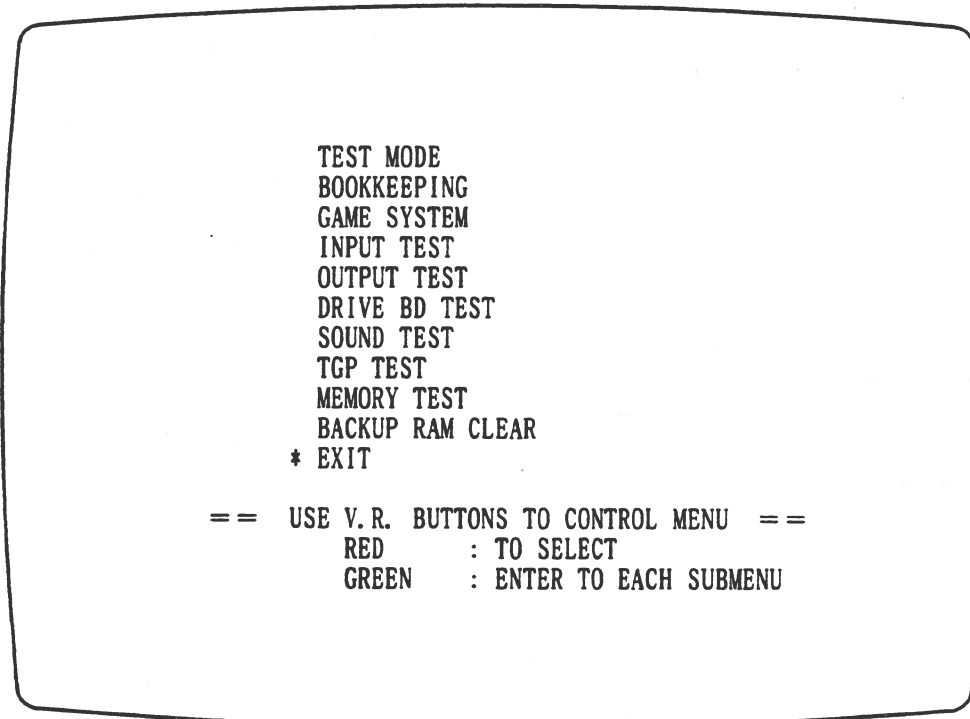 TEST MODE
BOOKKEEPING
GAME SYSTEM
INPUT TEST
OUTPUT TEST
DRIVE BD TEST
SOUND TEST
TGP TEST
MEMORY TEST
BACKUP RAM CLEAR
* EXIT
== USE V.R. BUTTONS TO CONTROL MENU ==
RED : TO SELECT
GREEN : ENTER TO EACH SUBMENU